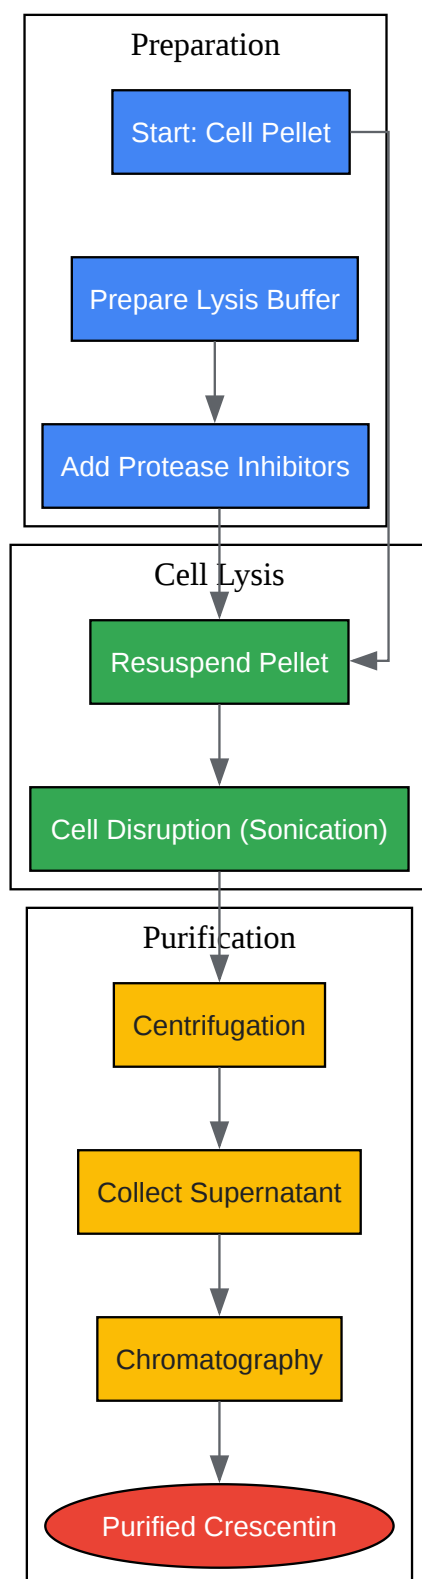 Preparation
Start: Cell Pellet
Prepare Lysis Buffer
Add Protease Inhibitors
Cell Lysis
Resuspend Pellet
Cell Disruption (Sonication)
Purification
Centrifugation
Collect Supernatant
Chromatography
Purified Crescentin